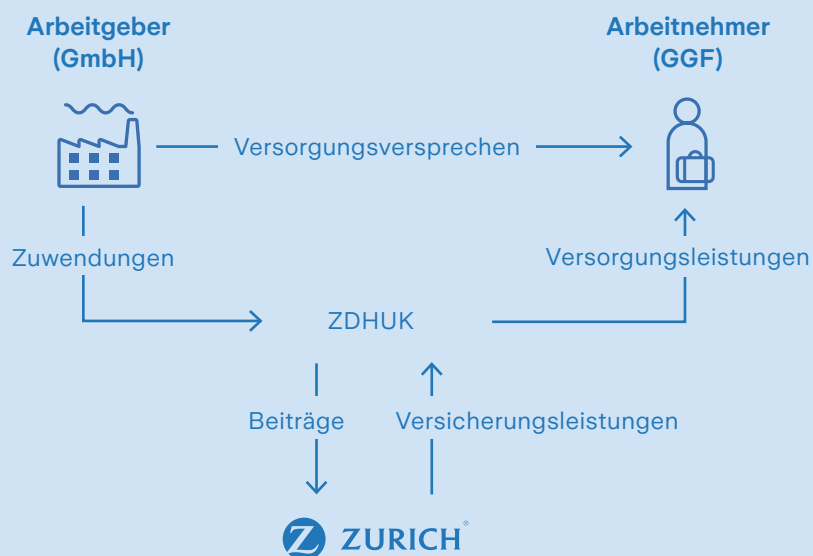 Arbeitgeber
(GmbH)
Arbeitnehmer
(GGF)
Versorgungsversprechen
Zuwendungen
Versorgungsleistungen
ZDHUK
Beiträge
Versicherungsleistungen
Z ZURICH®